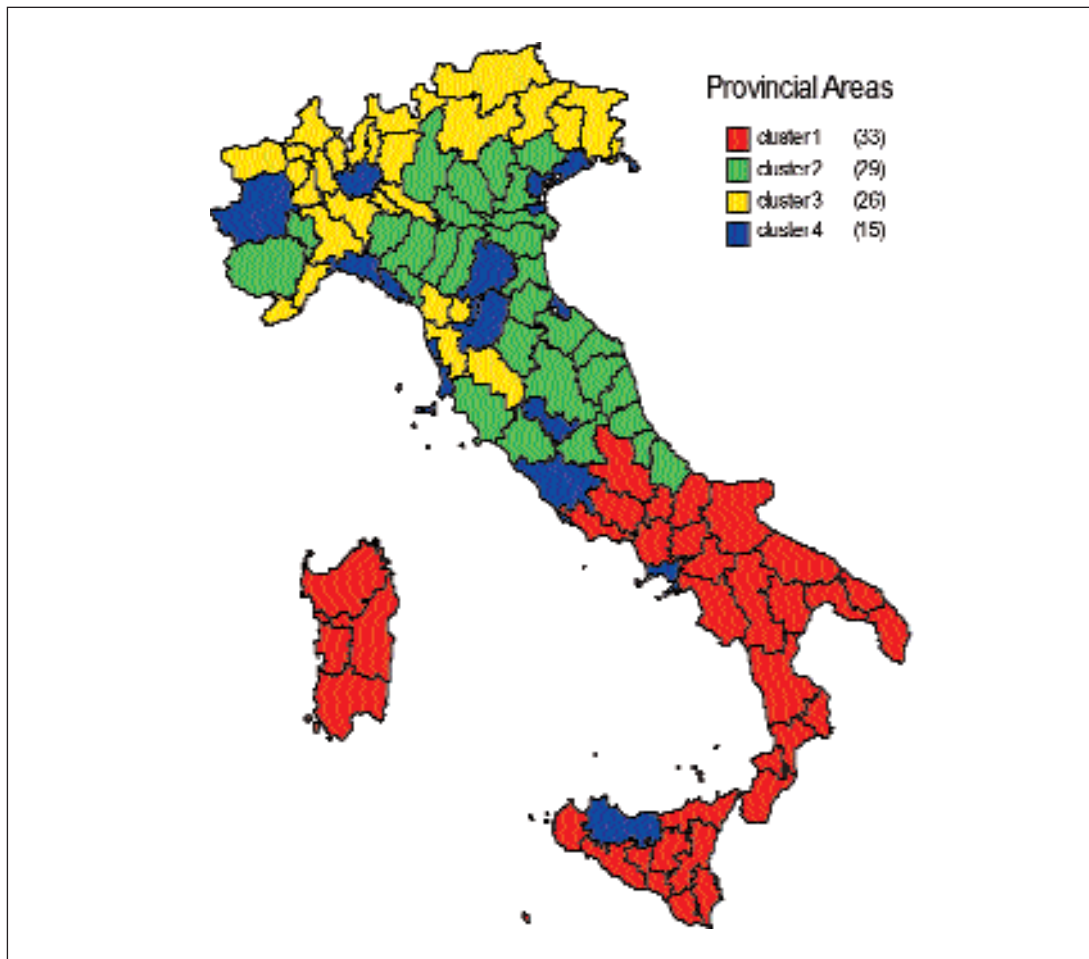 Provincial Areas
cluster1 (33)
cluster2 (29)
cluster3 (26)
cluster4 (15)